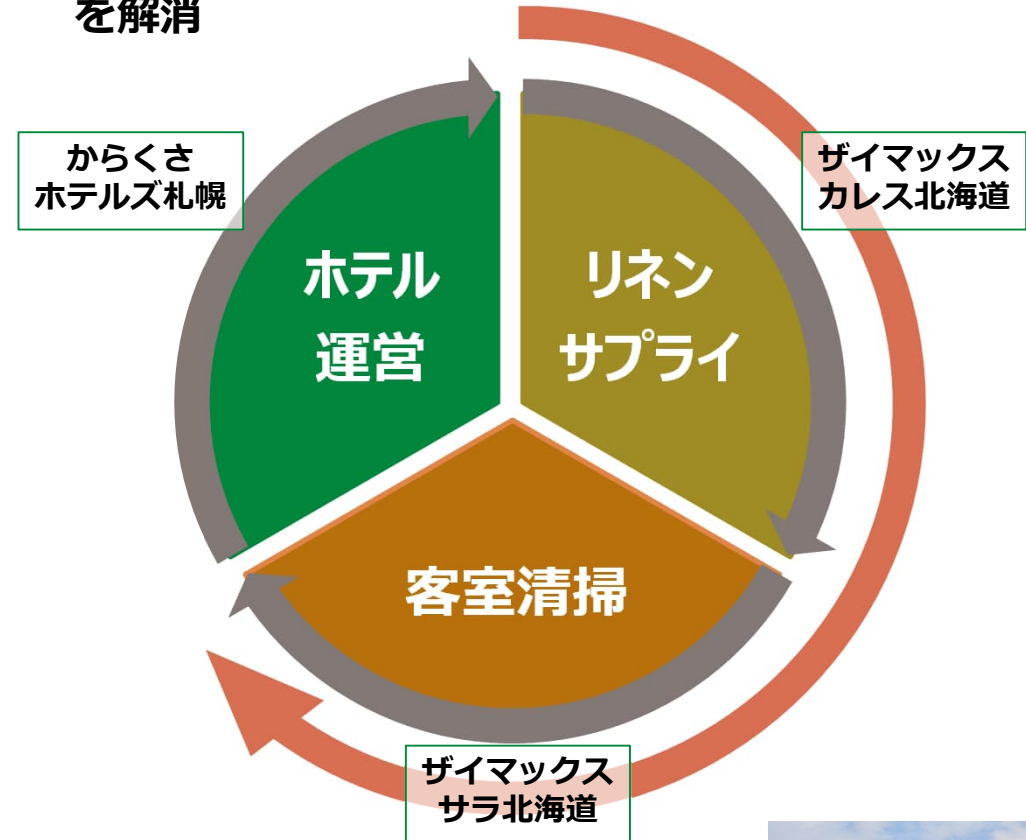 を解消
からくさ
ホテルズ札幌
ザイマックス
カレス北海道
ホテル
運営
リネン
サプライ
客室清掃
ザイマックス
サラ北海道